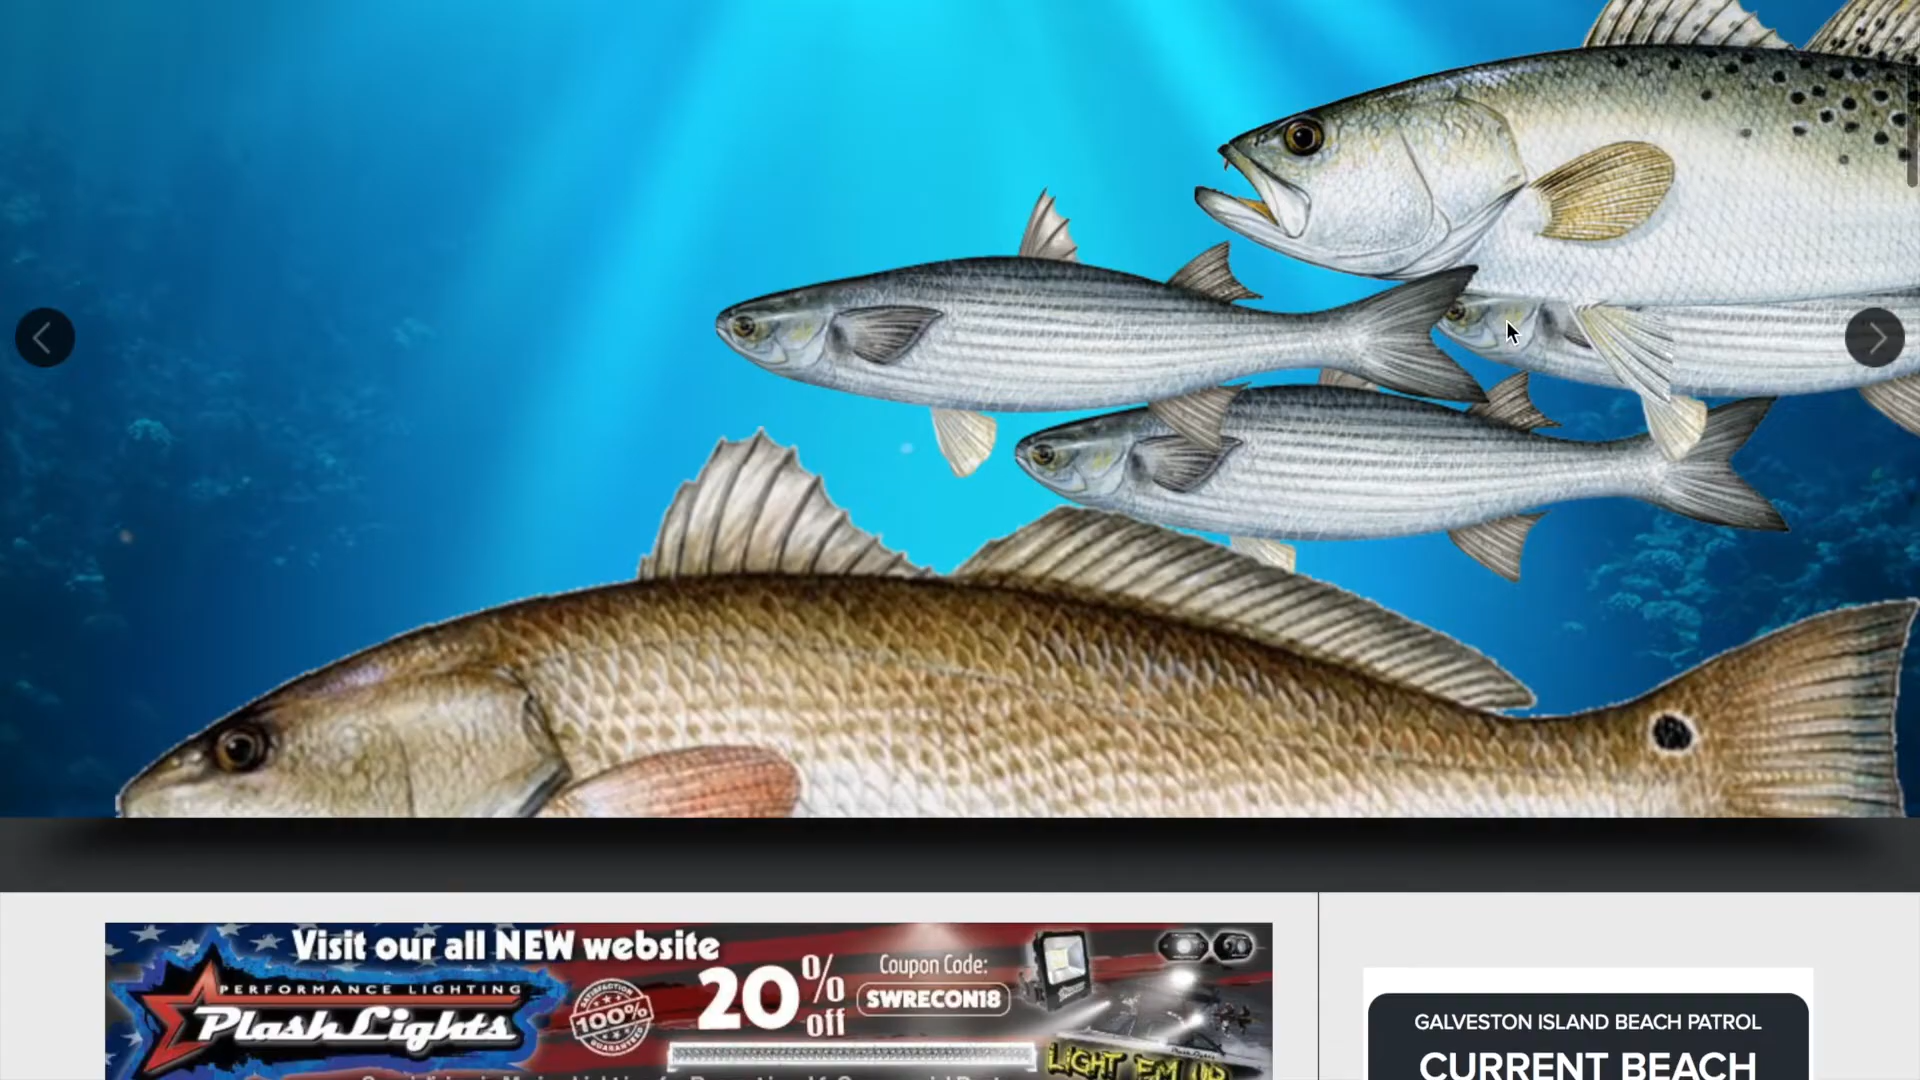 Visit our all NEW website
PERFORMANCE LIGHTING
PlashLights
SATISFACTION
100%
GUARANTEED
20% off
Coupon Code:
SWRECON18
LIGHT 'EM UP
GALVESTON ISLAND BEACH PATROL
CURRENT BEACH